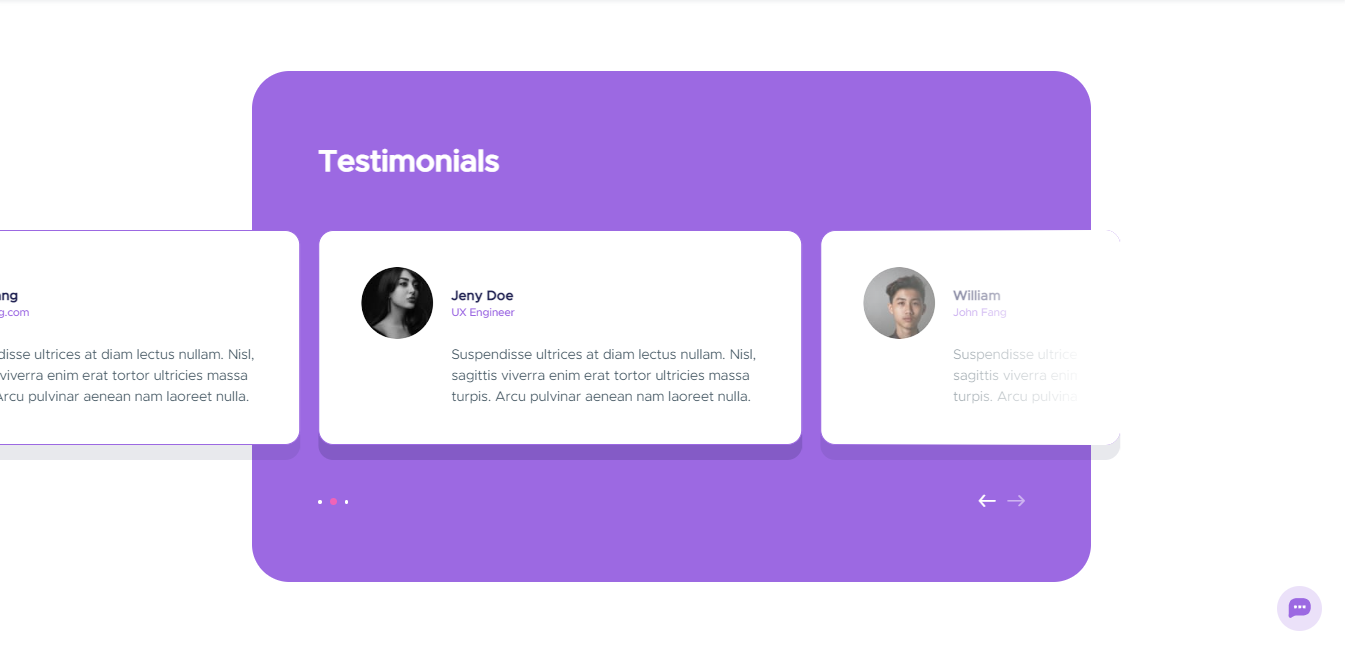 Testimonials
ang
g.com
disse ultrices at diam lectus nullam. Nisl,
viverra enim erat tortor ultricies massa
Arcu pulvinar aenean nam laoreet nulla.
Jeny Doe
UX Engineer
Suspendisse ultrices at diam lectus nullam. Nisl,
sagittis viverra enim erat tortor ultricies massa
turpis. Arcu pulvinar aenean nam laoreet nulla.
William
John Fang
Suspendisse ultrice
sagittis viverra enim
turpis. Arcu pulvina